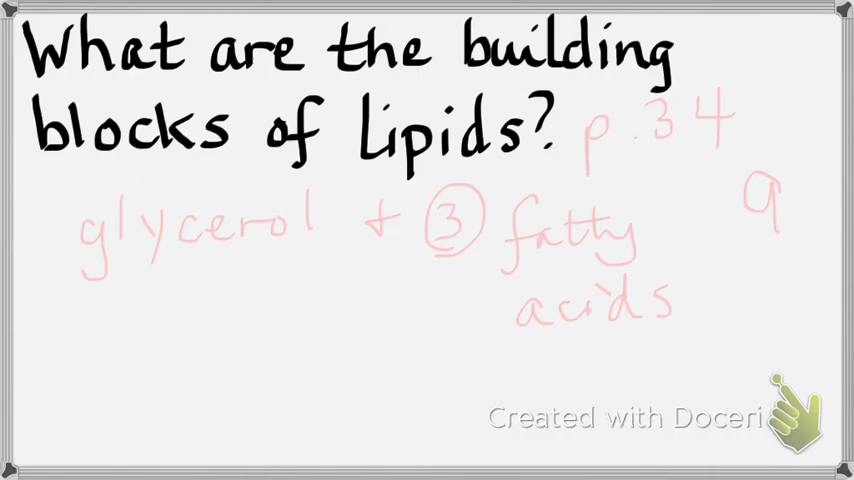 What are the building
blocks of lipids? p.34
glycerol + 3 fatty
9
acids
Created with Doceri